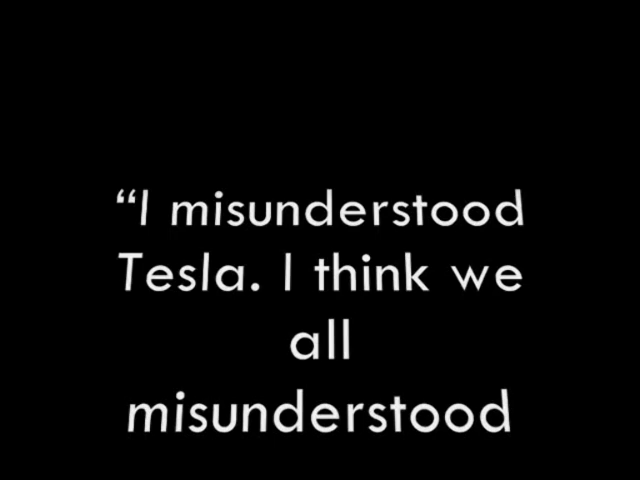 “I misunderstood
Tesla. I think we
all
misunderstood